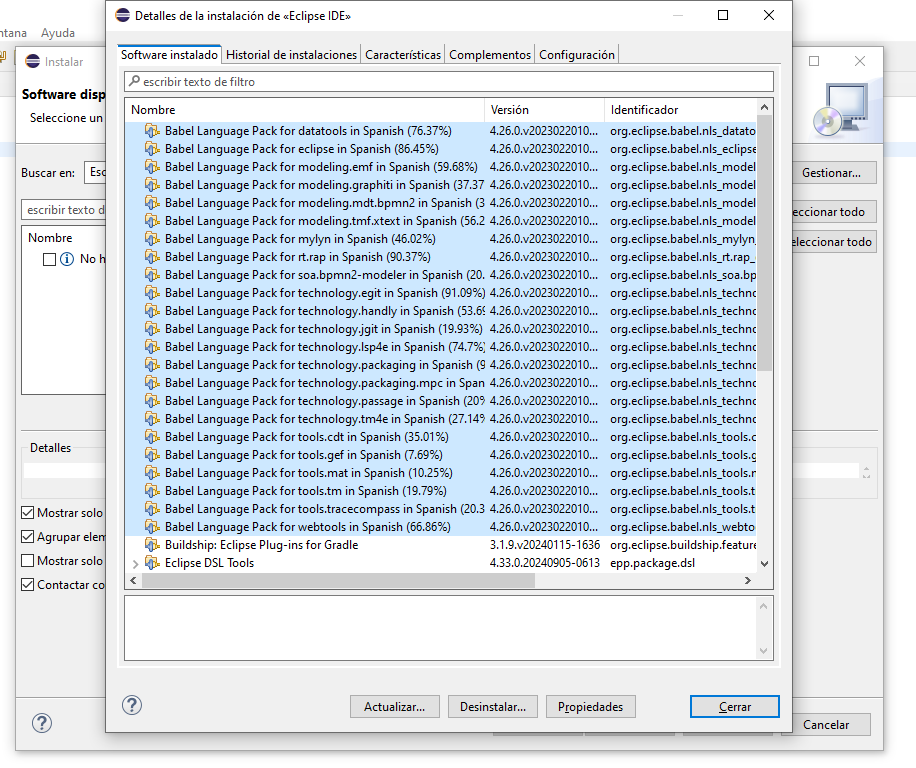 Detalles de la instalación de «Eclipse IDE»
Ayuda
Instalar
Software instalado Historial de instalaciones Características Complementos Configuración
escribir texto de filtro
Software disp
Seleccione un
Nombre Versión Identificador
Babel Language Pack for datatools in Spanish (76.37%) 4.26.0.v2023022010... org.eclipse.babel.nls_datato
Babel Language Pack for eclipse in Spanish (86.45%) 4.26.0.v2023022010... org.eclipse.babel.nls_eclipse
Babel Language Pack for modeling.emf in Spanish (59.68%) 4.26.0.v2023022010... org.eclipse.babel.nls_model
Buscar en: Gestionar...
Babel Language Pack for modeling.graphiti in Spanish (37.37 4.26.0.v2023022010... org.eclipse.babel.nls_model
Babel Language Pack for modeling.mdt.bpmn2 in Spanish (3 4.26.0.v2023022010... org.eclipse.babel.nls_model
escribir texto d eccionar todo
Babel Language Pack for modeling.tmf.xtext in Spanish (56.2 4.26.0.v2023022010... org.eclipse.babel.nls_model
Nombre
Babel Language Pack for mylyn in Spanish (46.02%) 4.26.0.v2023022010... org.eclipse.babel.nls_mylyn_
eleccionar todo
No h
Babel Language Pack for rt.rap in Spanish (90.37%) 4.26.0.v2023022010... org.eclipse.babel.nls_rt.rap_
Babel Language Pack for soa.bpmn2-modeler in Spanish (20. 4.26.0.v2023022010... org.eclipse.babel.nls_soa.bp
Babel Language Pack for technology.egit in Spanish (91.09%) 4.26.0.v2023022010... org.eclipse.babel.nls_techno
Babel Language Pack for technology.handly in Spanish (53.69 4.26.0.v2023022010... org.eclipse.babel.nls_techno
Babel Language Pack for technology.jgit in Spanish (19.93%) 4.26.0.v2023022010... org.eclipse.babel.nls_techno
Babel Language Pack for technology.lsp4e in Spanish (74.7%) 4.26.0.v2023022010... org.eclipse.babel.nls_techno
Babel Language Pack for technology.packaging in Spanish (9 4.26.0.v2023022010... org.eclipse.babel.nls_techno
Babel Language Pack for technology.packaging.mpc in Span 4.26.0.v2023022010... org.eclipse.babel.nls_techno
Babel Language Pack for technology.passage in Spanish (20% 4.26.0.v2023022010... org.eclipse.babel.nls_techno
Babel Language Pack for technology.tm4e in Spanish (27.14% 4.26.0.v2023022010... org.eclipse.babel.nls_techno
Babel Language Pack for tools.cdt in Spanish (35.01%) 4.26.0.v2023022010... org.eclipse.babel.nls_tools.c
Detalles
Babel Language Pack for tools.gef in Spanish (7.69%) 4.26.0.v2023022010... org.eclipse.babel.nls_tools.g
Babel Language Pack for tools.mat in Spanish (10.25%) 4.26.0.v2023022010... org.eclipse.babel.nls_tools.m
Babel Language Pack for tools.tm in Spanish (19.79%) 4.26.0.v2023022010... org.eclipse.babel.nls_tools.t
Babel Language Pack for tools.tracecompass in Spanish (20.3 4.26.0.v2023022010... org.eclipse.babel.nls_tools.t
Mostrar solo
Babel Language Pack for webtools in Spanish (66.86%) 4.26.0.v2023022010... org.eclipse.babel.nls_webto
Agrupar elem
Buildship: Eclipse Plug-ins for Gradle 3.1.9.v20240115-1636 org.eclipse.buildship.feature
Mostrar solo
Eclipse DSL Tools 4.33.0.20240905-0613 epp.package.dsl
Contactar co
Actualizar... Desinstalar... Propiedades Cerrar
Cancelar